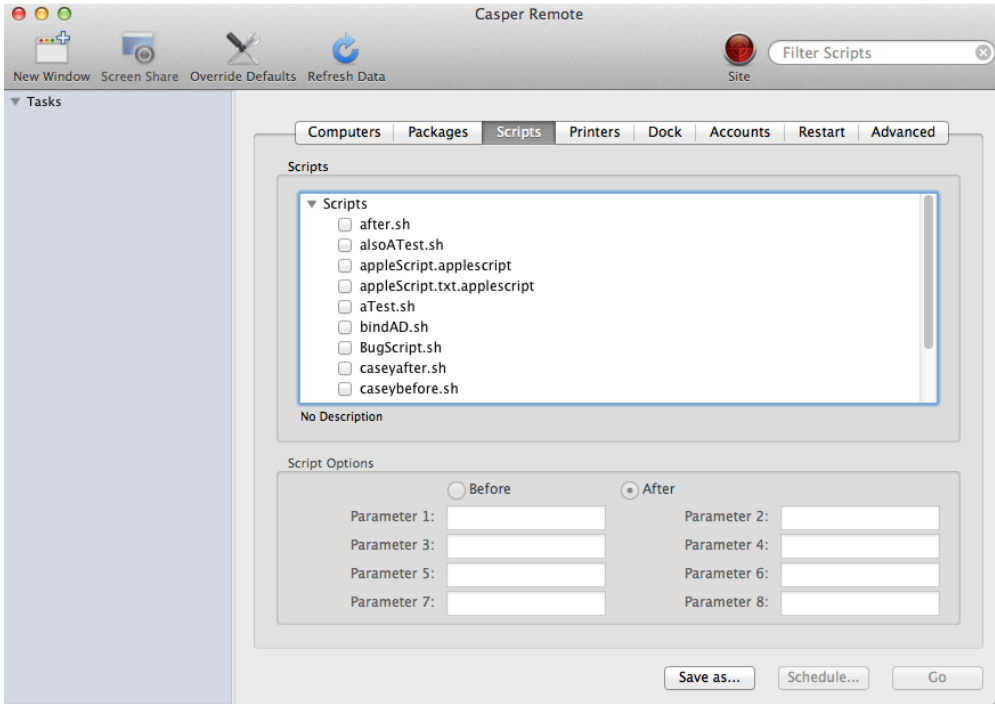 Casper Remote
New Window Screen Share Override Defaults Refresh Data Site Filter Scripts
Tasks
Computers Packages Scripts Printers Dock Accounts Restart Advanced
Scripts
Scripts
after.sh
alsoATest.sh
appleScript.applescript
appleScript.txt.applescript
aTest.sh
bindAD.sh
BugScript.sh
caseyafter.sh
caseybefore.sh
No Description
Script Options
Before After
Parameter 1: Parameter 2:
Parameter 3: Parameter 4:
Parameter 5: Parameter 6:
Parameter 7: Parameter 8:
Save as... Schedule... Go